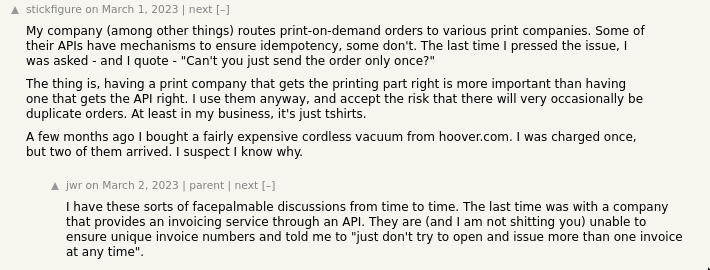 ▲ stickfigure on March 1, 2023 | next [–]
My company (among other things) routes print-on-demand orders to various print companies. Some of
their APIs have mechanisms to ensure idempotency, some don't. The last time I pressed the issue, I
was asked - and I quote - "Can't you just send the order only once?"
The thing is, having a print company that gets the printing part right is more important than having
one that gets the API right. I use them anyway, and accept the risk that there will very occasionally be
duplicate orders. At least in my business, it's just tshirts.
A few months ago I bought a fairly expensive cordless vacuum from hoover.com. I was charged once,
but two of them arrived. I suspect I know why.
▲ jwr on March 2, 2023 | parent | next [–]
I have these sorts of facepalmable discussions from time to time. The last time was with a company
that provides an invoicing service through an API. They are (and I am not shitting you) unable to
ensure unique invoice numbers and told me to "just don't try to open and issue more than one invoice
at any time".